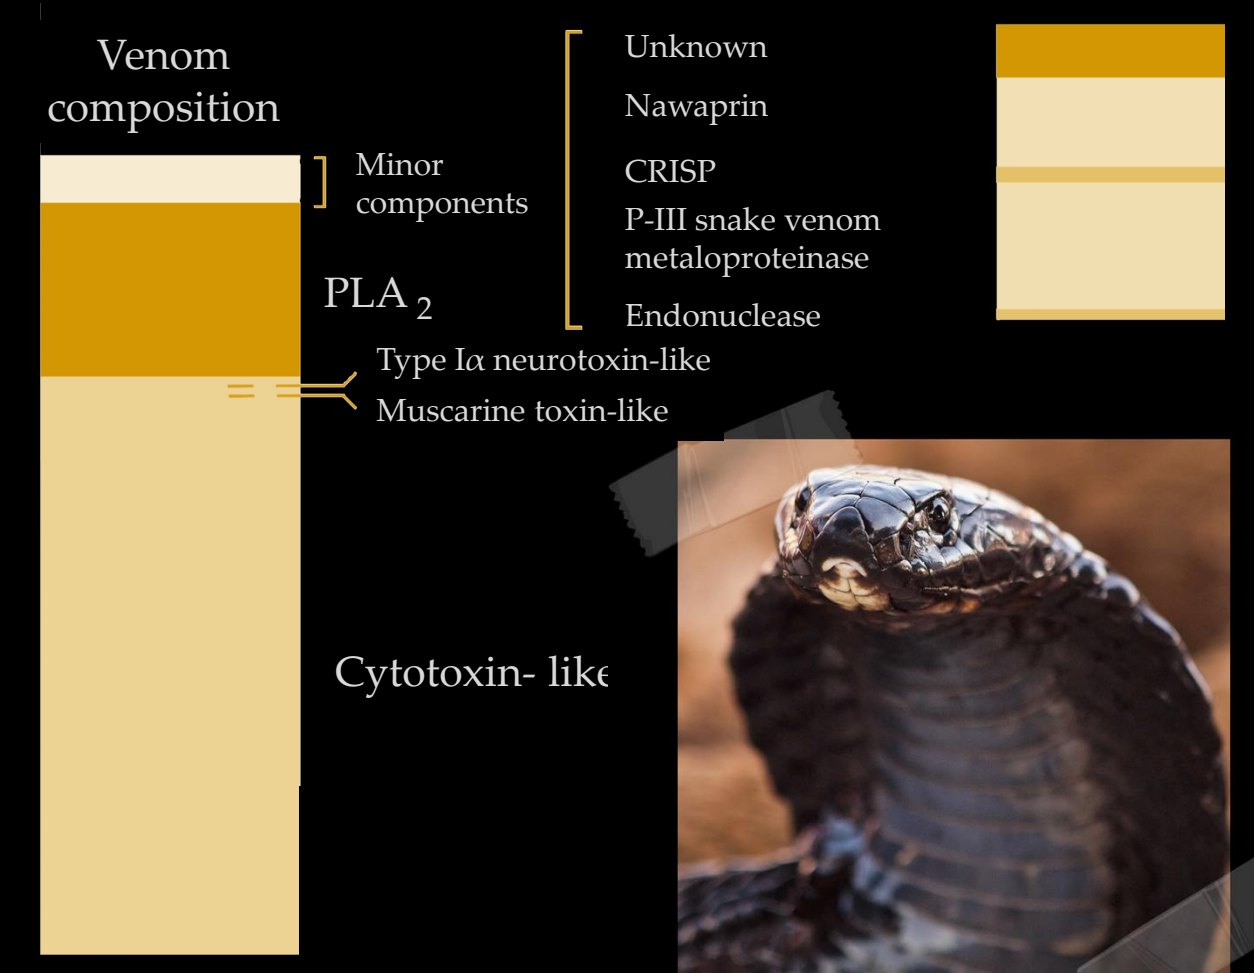 Venom
composition
Minor
components
PLA 2
Type Iα neurotoxin-like
Muscarine toxin-like
Cytotoxin- like
Unknown
Nawaprin
CRISP
P-III snake venom
metaloproteinase
Endonuclease